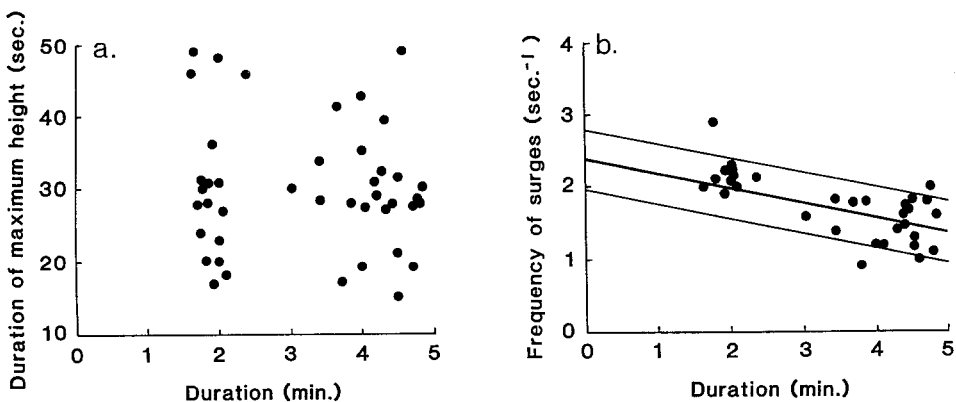 a.
Duration of maximum height (sec.)
50
40
30
20
10
0 1 2 3 4 5
Duration (min.)
b.
Frequency of surges (sec.-1)
4
3
2
1
0
0 1 2 3 4 5
Duration (min.)